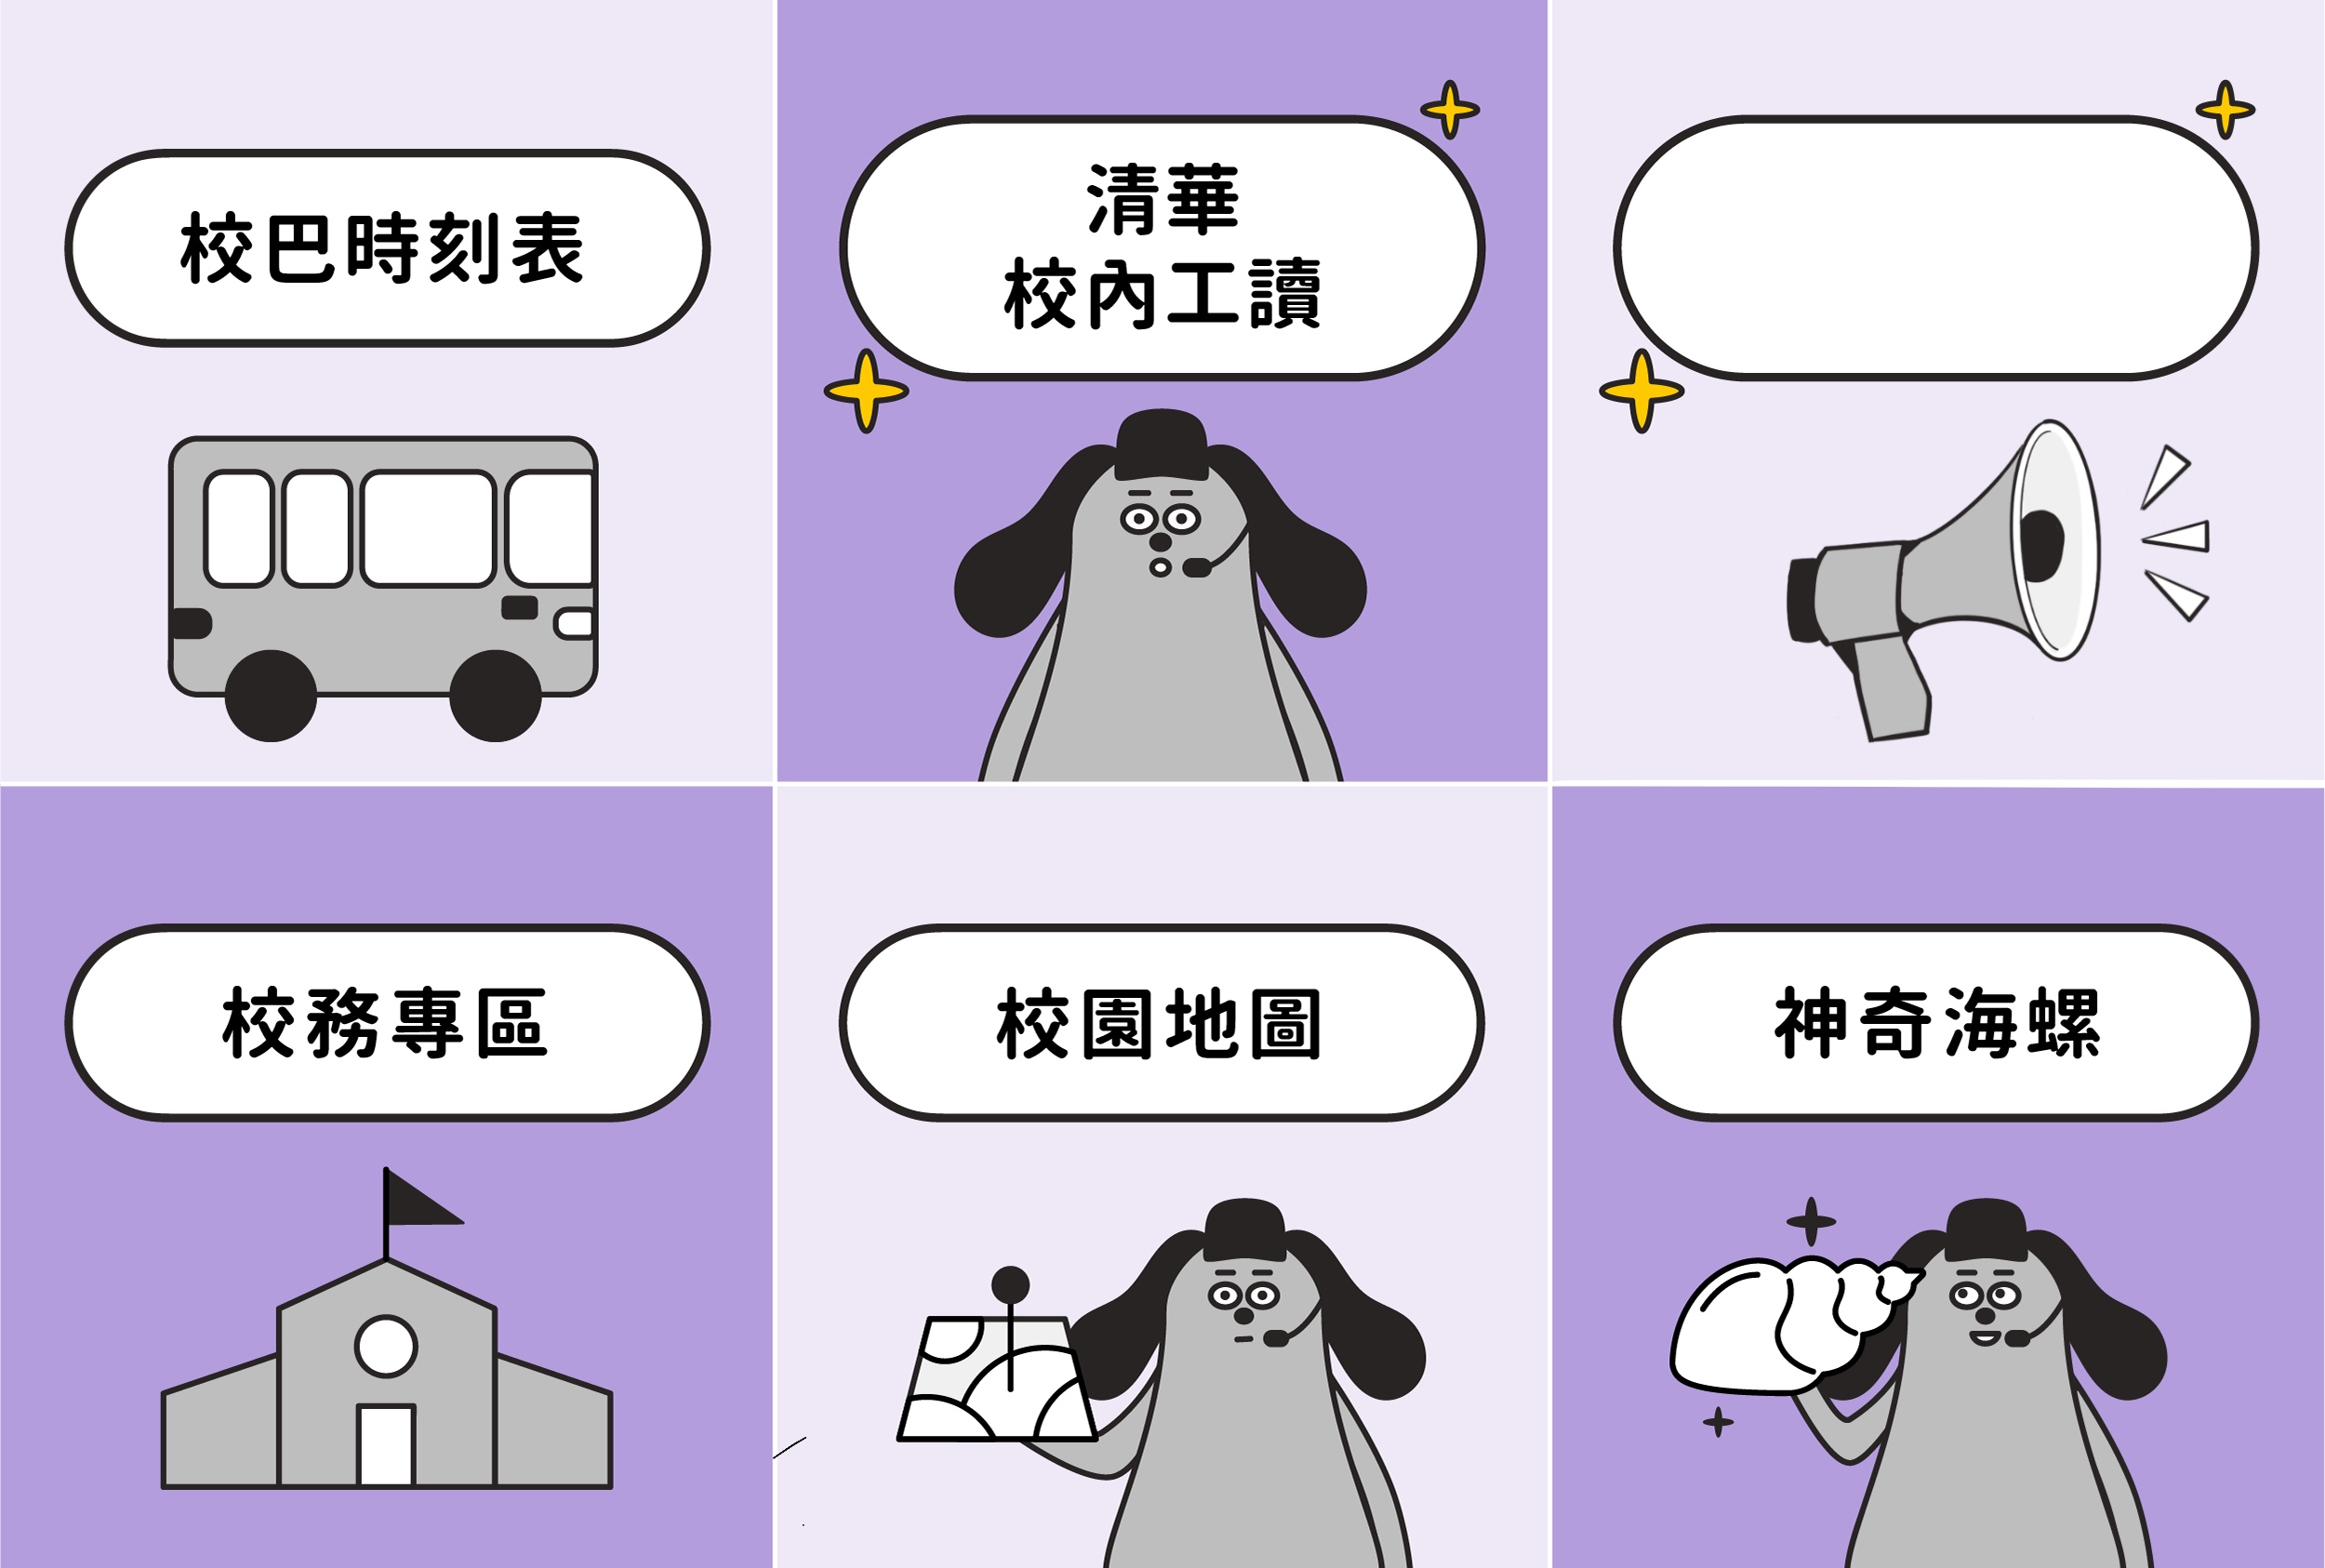 校巴時刻表
清華
校內工讀
校務專區
校園地圖
神奇海螺